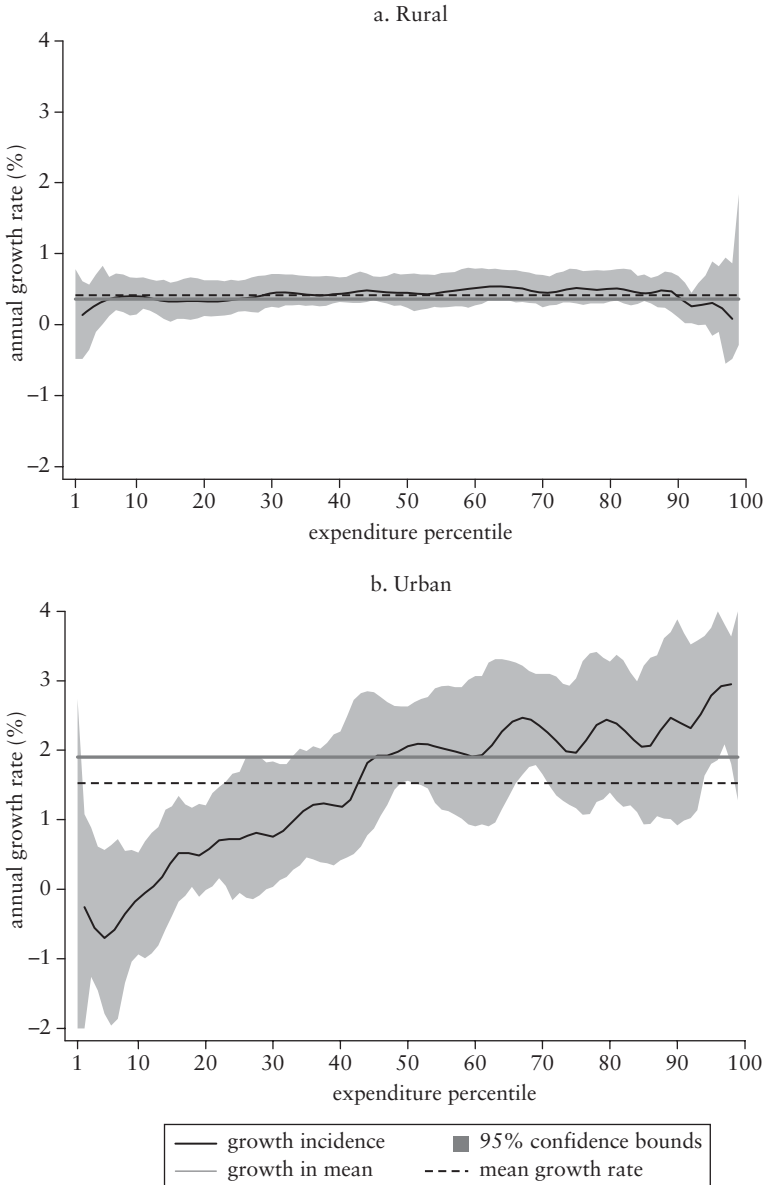 a. Rural
4
3
2
1
0
–1
–2
annual growth rate (%)
1 10 20 30 40 50 60 70 80 90 100
expenditure percentile
b. Urban
4
3
2
1
0
–1
–2
annual growth rate (%)
1 10 20 30 40 50 60 70 80 90 100
expenditure percentile
growth incidence 95% confidence bounds
growth in mean mean growth rate